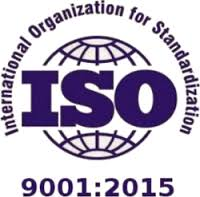 International Organization for Standardization
ISO
9001:2015